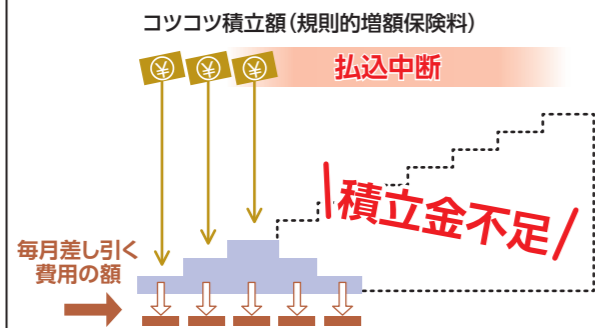 コツコツ積立額（規則的増額保険料）
¥ ¥ ¥
払込中断
積立金不足
毎月差し引く
費用の額